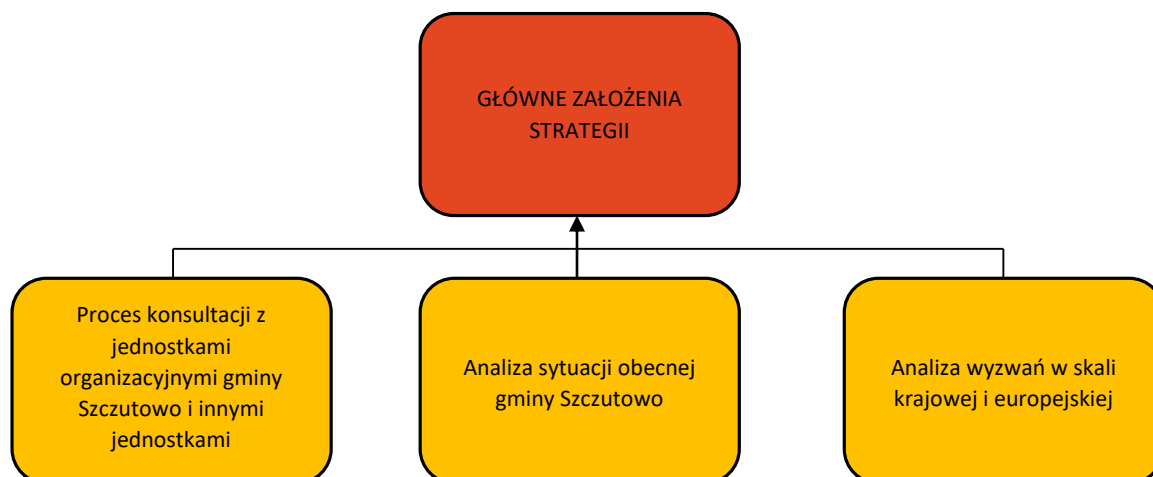 GŁÓWNE ZAŁOŻENIA
STRATEGII
Proces konsultacji z
jednostkami
organizacyjnymi gminy
Szczutowo i innymi
jednostkami
Analiza sytuacji obecnej
gminy Szczutowo
Analiza wyzwań w skali
krajowej i europejskiej